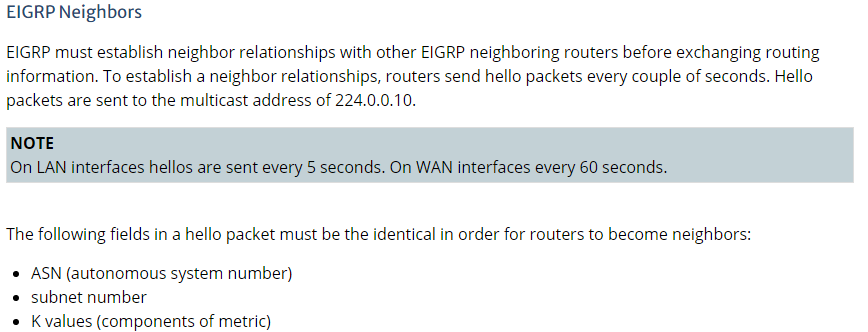 EIGRP Neighbors
EIGRP must establish neighbor relationships with other EIGRP neighboring routers before exchanging routing
information. To establish a neighbor relationships, routers send hello packets every couple of seconds. Hello
packets are sent to the multicast address of 224.0.0.10.
NOTE
On LAN interfaces hellos are sent every 5 seconds. On WAN interfaces every 60 seconds.
The following fields in a hello packet must be the identical in order for routers to become neighbors:
• ASN (autonomous system number)
• subnet number
• K values (components of metric)